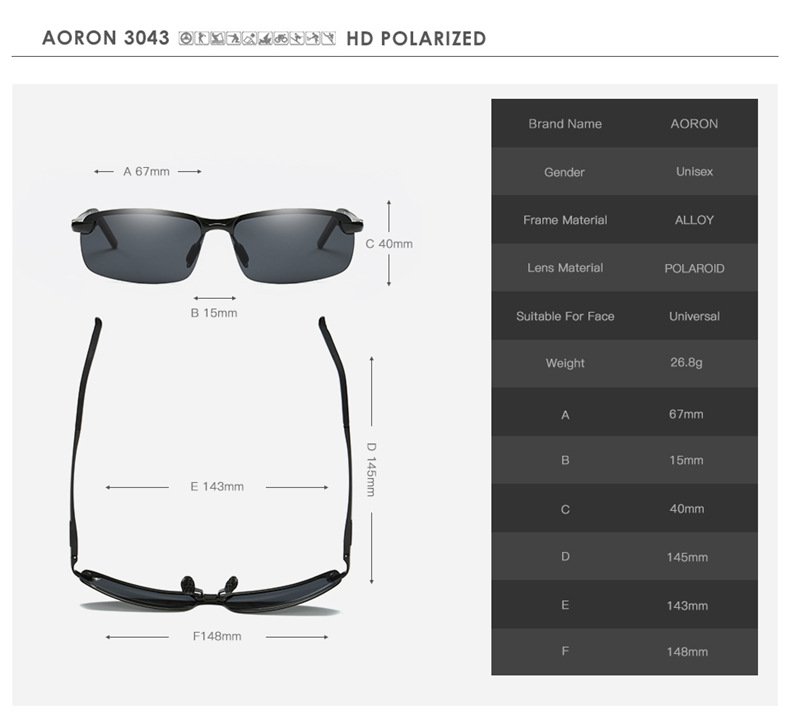 AORON 3043 HD POLARIZED
A 67mm
C 40mm
B 15mm
D 145mm
E 143mm
F148mm
Brand Name AORON
Gender Unisex
Frame Material ALLOY
Lens Material POLAROID
Suitable For Face Universal
Weight 26.8g
A 67mm
B 15mm
C 40mm
D 145mm
E 143mm
F 148mm